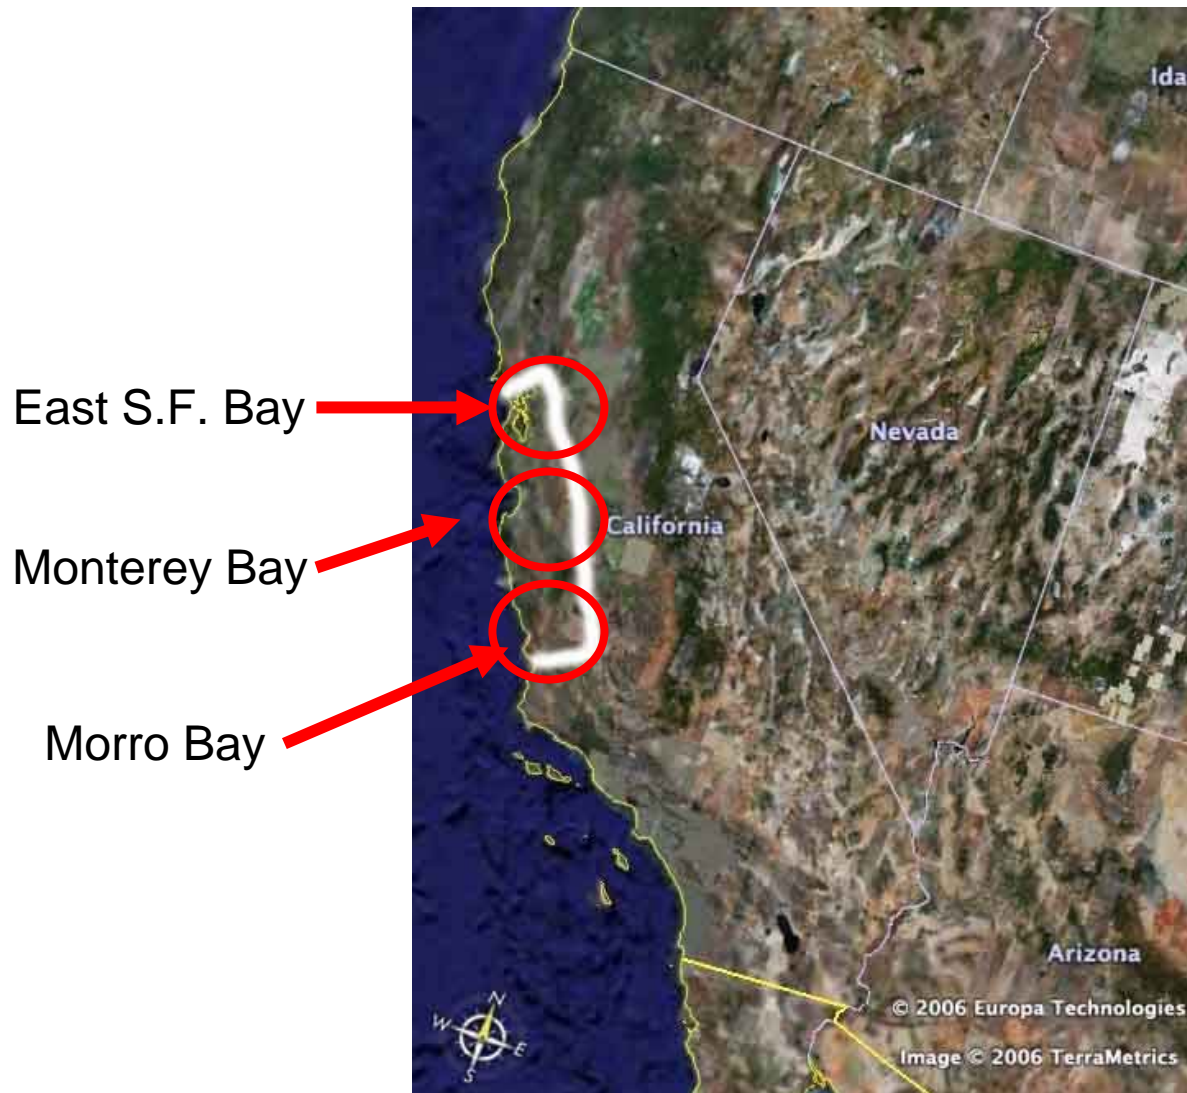 Ida
East S.F. Bay
Nevada
California
Monterey Bay
Morro Bay
Arizona
N
W
E
S
© 2006 Europa Technologies
Image © 2006 TerraMetrics